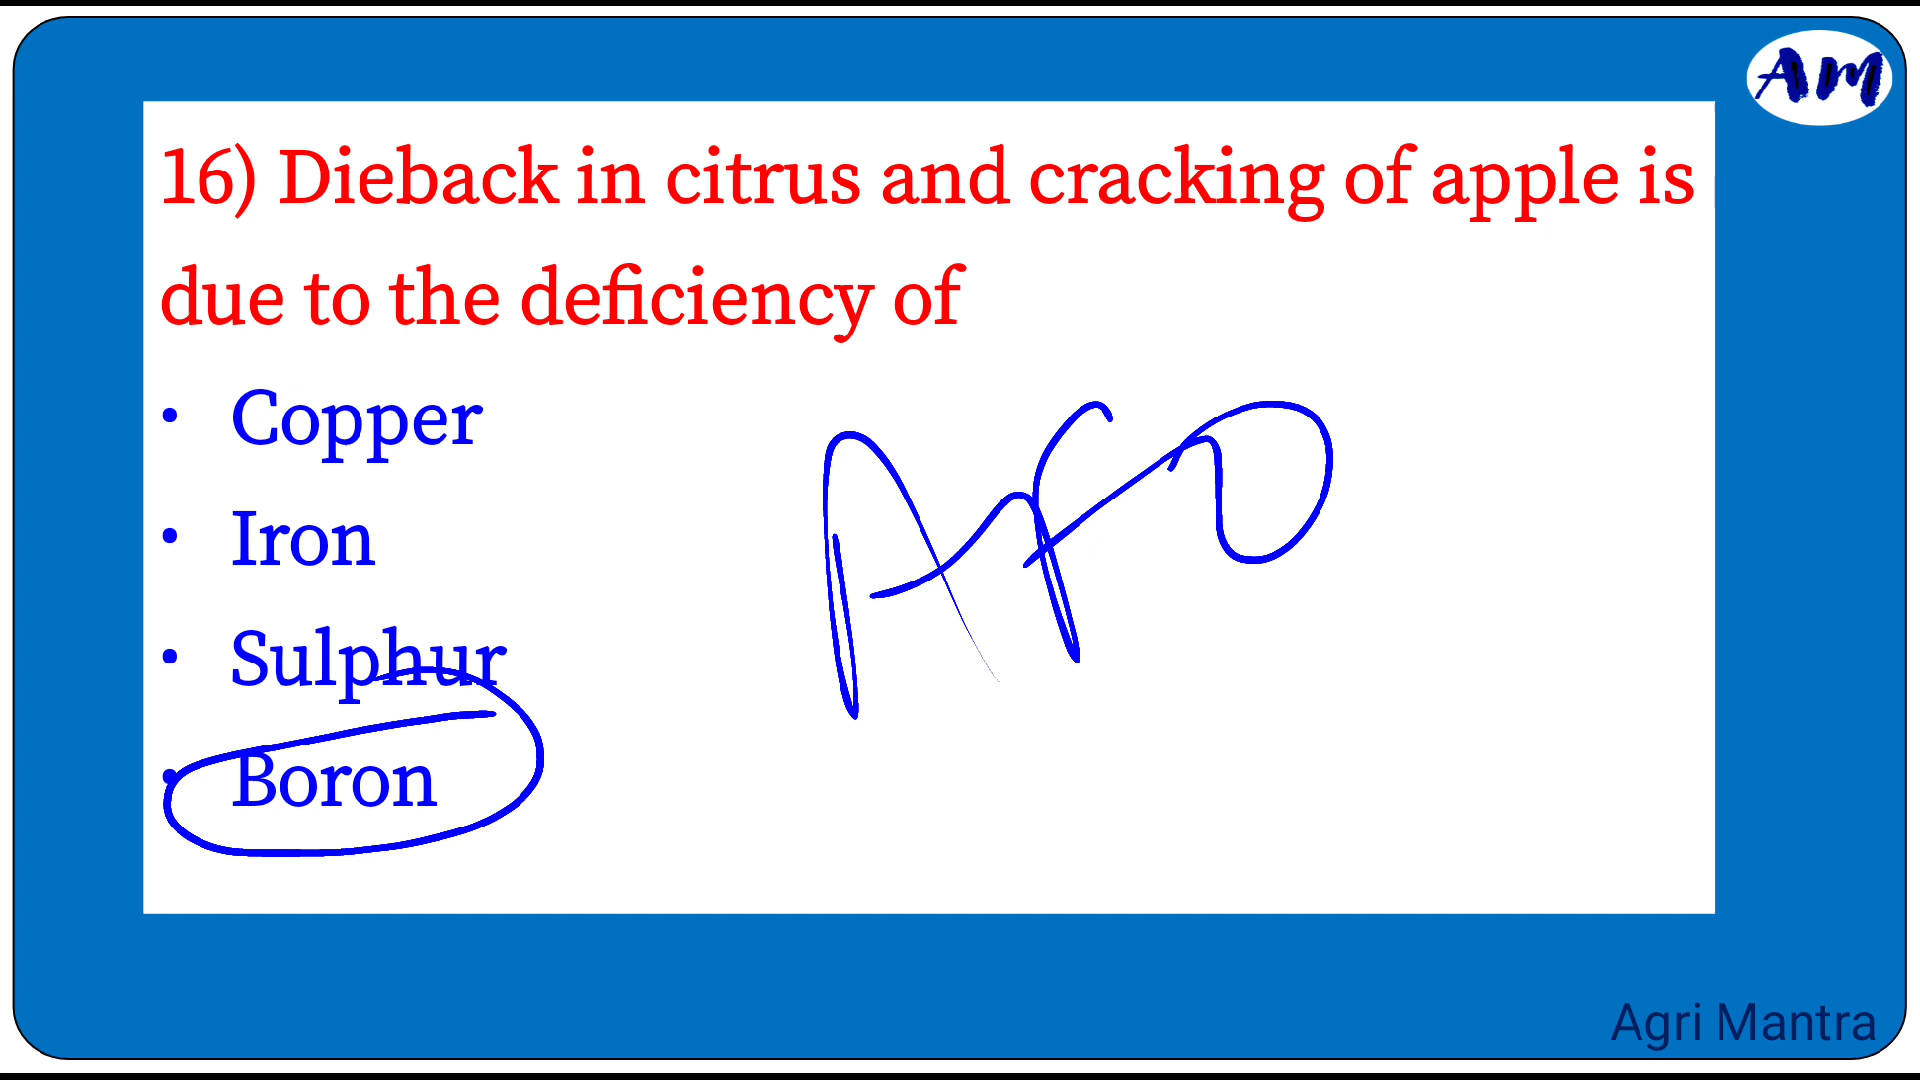 AM
16) Dieback in citrus and cracking of apple is
due to the deficiency of
• Copper
• Iron
• Sulphur
• Boron
AfO
Agri Mantra